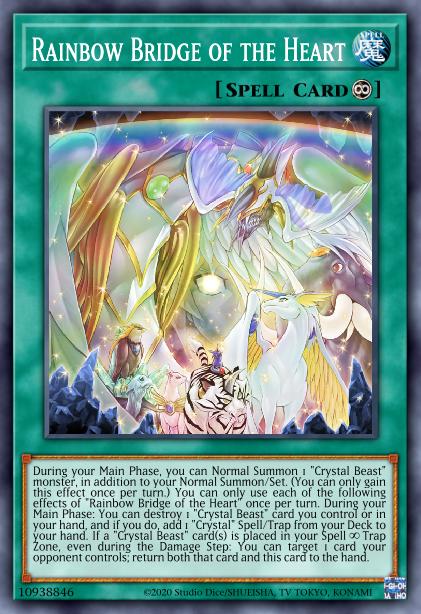 RAINBOW BRIDGE OF THE HEART
SPELL
魔
[SPELL CARD∞]
During your Main Phase, you can Normal Summon 1 "Crystal Beast"
monster, in addition to your Normal Summon/Set. (You can only gain
this effect once per turn.) You can only use each of the following
effects of "Rainbow Bridge of the Heart" once per turn. During your
Main Phase: You can destroy 1 "Crystal Beast" card you control or in
your hand, and if you do, add 1 "Crystal" Spell/Trap from your Deck to
your hand. If a "Crystal Beast" card(s) is placed in your Spell ∞ Trap
Zone, even during the Damage Step: You can target 1 card your
opponent controls; return both that card and this card to the hand.
10938846 ©2020 Studio Dice/SHUEISHA, TV TOKYO, KONAMI